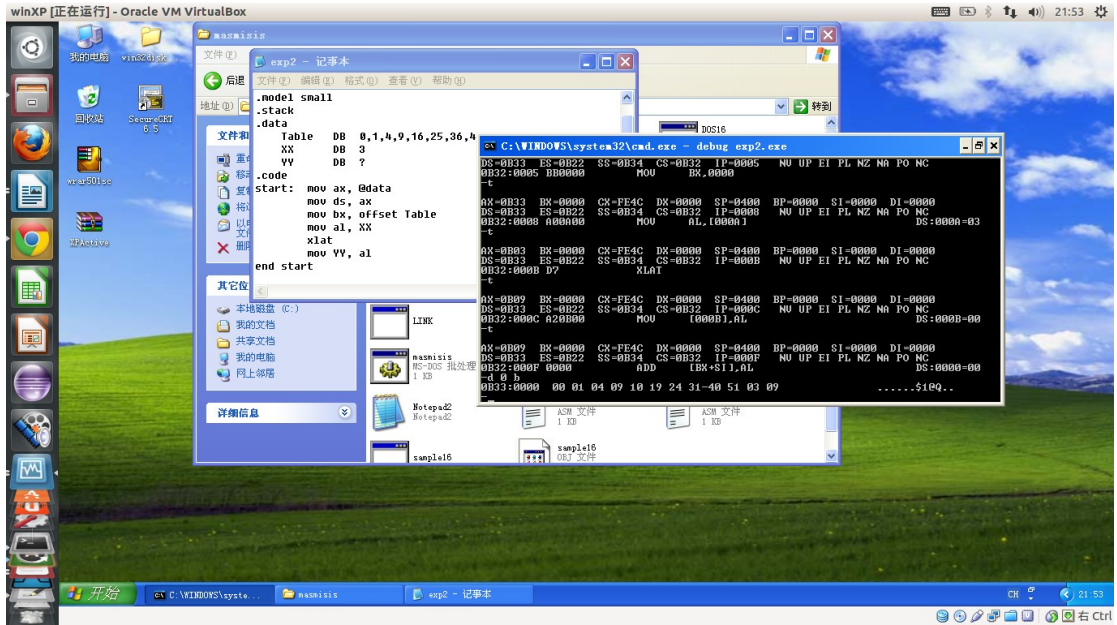 winXP [正在运行] - Oracle VM VirtualBox
21:53
我的电脑
win32disk
回收站
SecureCRT
6.5
wrar501sc
XPActive
masmisis
文件(F)
后退
地址(D)
转到
其它位
本地磁盘 (C:)
我的文档
共享文档
我的电脑
网上邻居
详细信息
DOS16
LINK
masmisis
MS-DOS 批处理
1 KB
Notepad2
Notepad2
ASM 文件
1 KB
ASM 文件
1 KB
sample16
sample16
OBJ 文件
exp2 - 记事本
文件(F) 编辑(E) 格式(O) 查看(V) 帮助(H)
.model small
.stack
.data
Table DB 0,1,4,9,16,25,36,4
XX DB 3
YY DB ?
.code
start: mov ax, @data
mov ds, ax
mov bx, offset Table
mov al, XX
xlat
mov YY, al
end start
C:\WINDOWS\system32\cmd.exe - debug exp2.exe
DS=0B33 ES=0B22 SS=0B34 CS=0B32 IP=0005 NV UP EI PL NZ NA PO NC
0B32:0005 BB0000 MOV BX,0000
-t
AX=0B33 BX=0000 CX=FE4C DX=0000 SP=0400 BP=0000 SI=0000 DI=0000
DS=0B33 ES=0B22 SS=0B34 CS=0B32 IP=0008 NV UP EI PL NZ NA PO NC
0B32:0008 A00A00 MOV AL,[000A] DS:000A=03
-t
AX=0B03 BX=0000 CX=FE4C DX=0000 SP=0400 BP=0000 SI=0000 DI=0000
DS=0B33 ES=0B22 SS=0B34 CS=0B32 IP=000B NV UP EI PL NZ NA PO NC
0B32:000B D7 XLAT
-t
AX=0B09 BX=0000 CX=FE4C DX=0000 SP=0400 BP=0000 SI=0000 DI=0000
DS=0B33 ES=0B22 SS=0B34 CS=0B32 IP=000C NV UP EI PL NZ NA PO NC
0B32:000C A20B00 MOV [000B],AL DS:000B=00
-t
AX=0B09 BX=0000 CX=FE4C DX=0000 SP=0400 BP=0000 SI=0000 DI=0000
DS=0B33 ES=0B22 SS=0B34 CS=0B32 IP=000F NV UP EI PL NZ NA PO NC
0B32:000F 0000 ADD [BX+SI],AL DS:0000=00
-d 0 b
0B33:0000 00 01 04 09 10 19 24 31-40 51 03 09 ......$1@Q..
-
开始
C:\WINDOWS\syste...
masmisis
exp2 - 记事本
CH
21:53
右 Ctrl